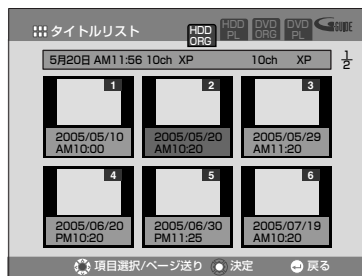 タイトルリスト
HDD ORG
HDD PL
DVD ORG
DVD PL
GUIDE
5月20日 AM11:56 10ch XP 10ch XP
1/2
1
2
3
2005/05/10
AM10:00
2005/05/20
AM10:20
2005/05/29
AM11:20
4
5
6
2005/06/20
PM10:20
2005/06/30
PM11:25
2005/07/19
AM10:20
項目選択/ページ送り 決定 戻る